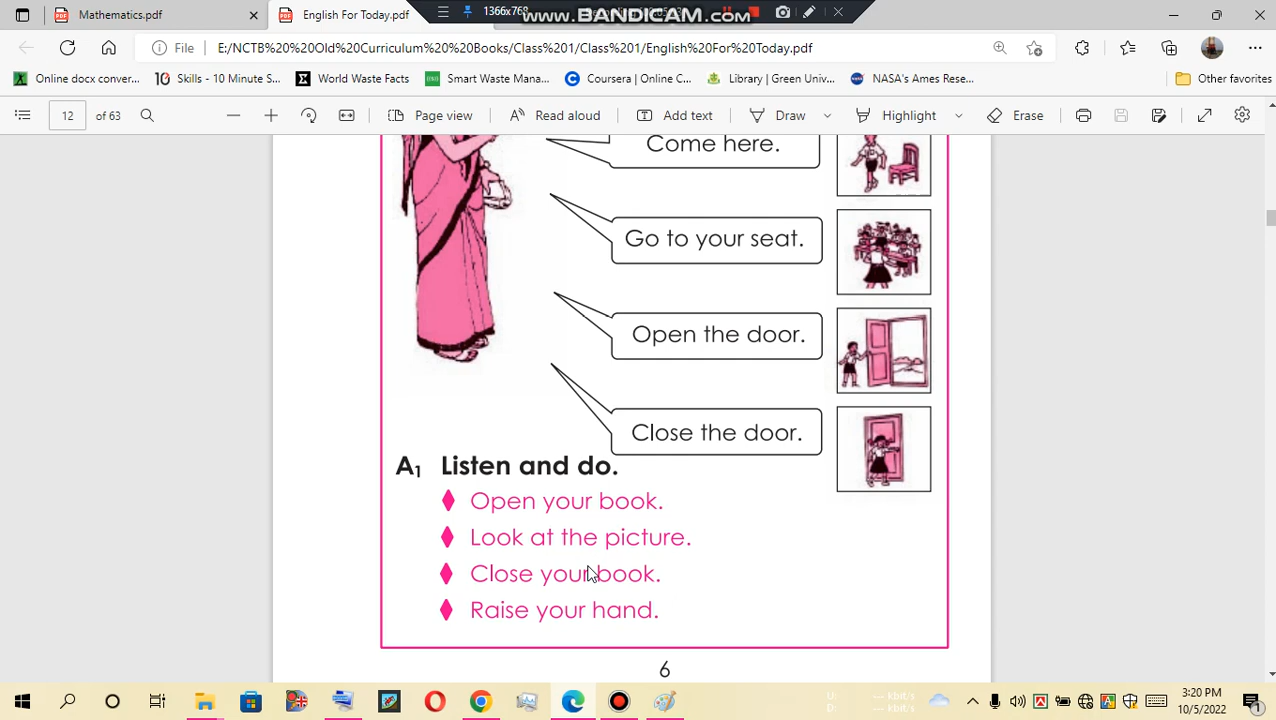 Mathematics.pdf
English For Today.pdf
1366x768
www.BANDICAM.com
File
E:/NCTB%20%20Old%20Curriculum%20%20Books/Class%201/Class%201/English%20For%20Today.pdf
Online docx conver...
10 Skills - 10 Minute S...
World Waste Facts
Smart Waste Mana...
Coursera | Online C...
Library | Green Univ...
NASA's Ames Rese...
Other favorites
12 of 63
Page view
Read aloud
Add text
Draw
Highlight
Erase
Come here.
Go to your seat.
Open the door.
Close the door.
A1 Listen and do.
Open your book.
Look at the picture.
Close your book.
Raise your hand.
6
U: --- kbit/s
D: --- kbit/s
3:20 PM
10/5/2022